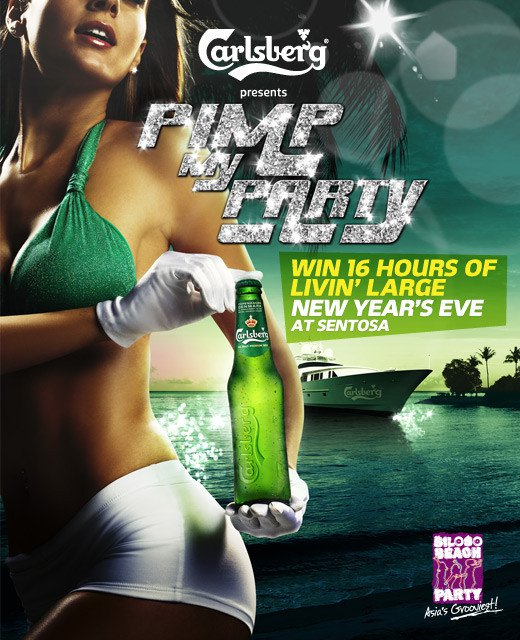 Carlsberg
presents
PIMP
MY
PARTY
WIN 16 HOURS OF
LIVIN' LARGE
NEW YEAR'S EVE
AT SENTOSA
Carlsberg
Carlsberg
Carlsberg
SILOSO
BEACH
PARTY
Asia's Grooviest!